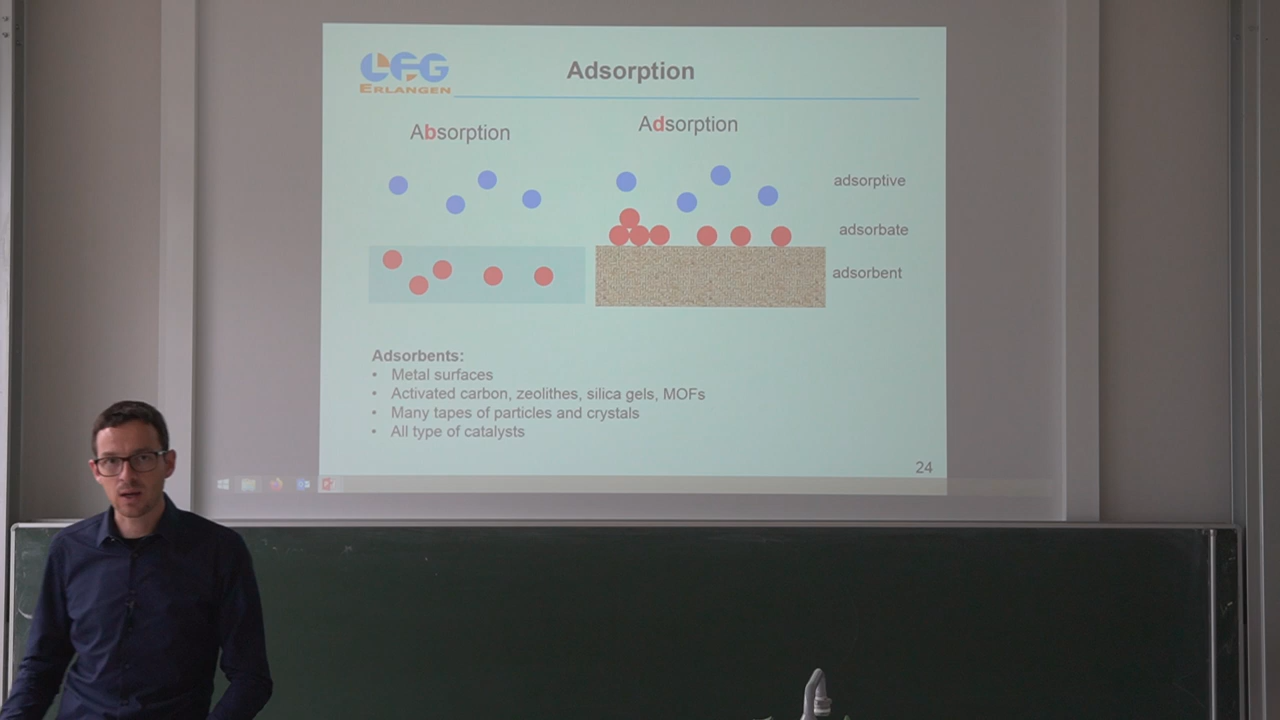 LFG
ERLANGEN
Adsorption
Absorption
Adsorption
adsorptive
adsorbate
adsorbent
Adsorbents:
• Metal surfaces
• Activated carbon, zeolithes, silica gels, MOFs
• Many tapes of particles and crystals
• All type of catalysts
24